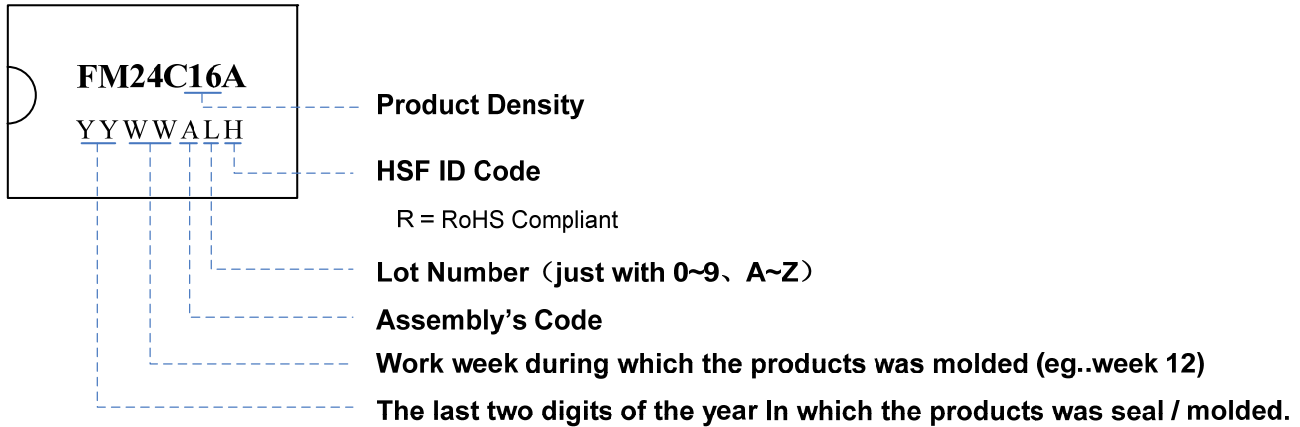 FM24C16A
YYWWALH
Product Density
HSF ID Code
R = RoHS Compliant
Lot Number（just with 0~9、A~Z）
Assembly's Code
Work week during which the products was molded (eg..week 12)
The last two digits of the year In which the products was seal / molded.